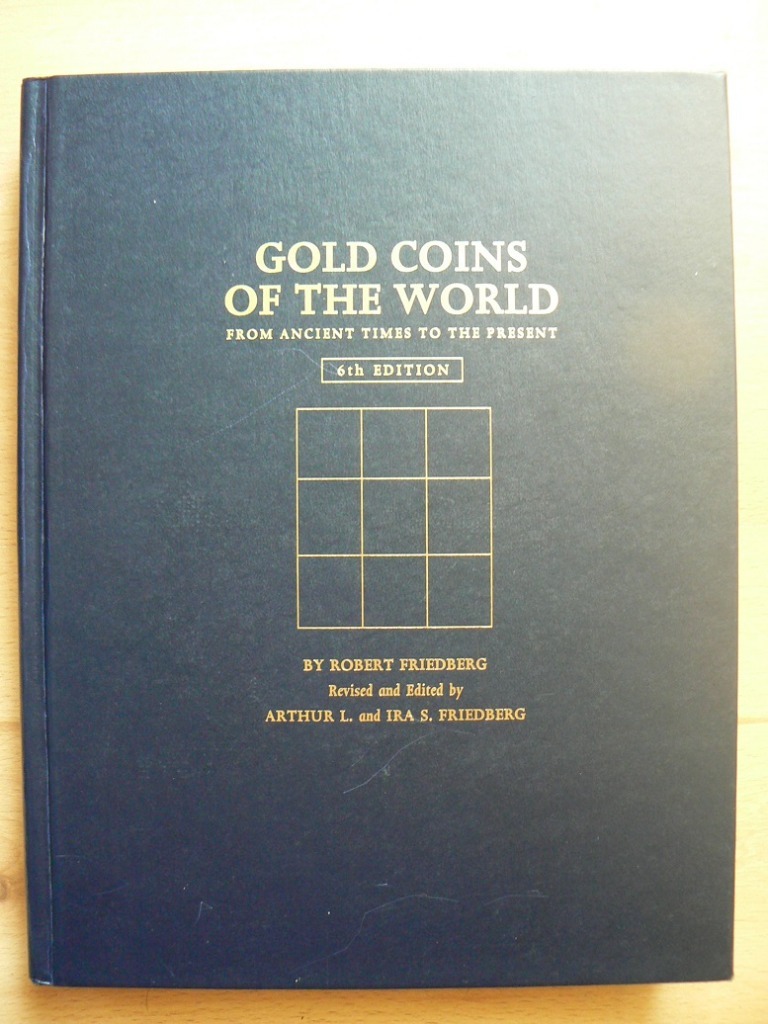 GOLD COINS
OF THE WORLD
FROM ANCIENT TIMES TO THE PRESENT
6th EDITION
BY ROBERT FRIEDBERG
Revised and Edited by
ARTHUR L. and IRA S. FRIEDBERG